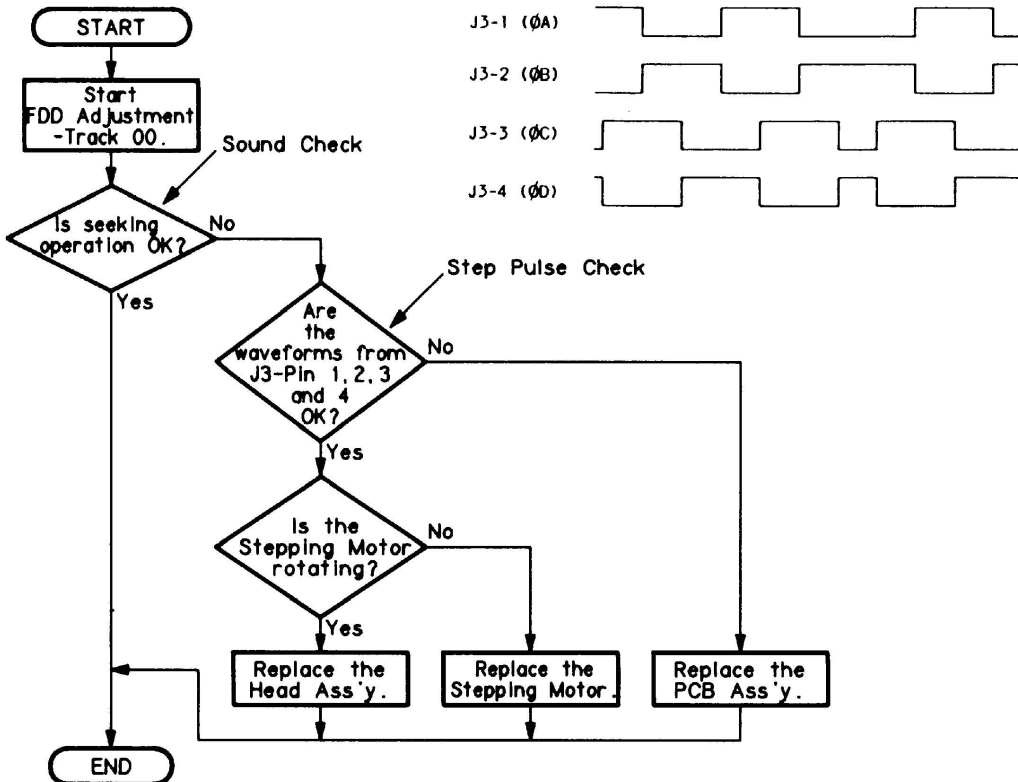 START
Start
FDD Adjustment
-Track 00.
Sound Check
Is seeking
operation OK?
No
Yes
Step Pulse Check
Are
the
waveforms from
J3-Pin 1,2,3
and 4
OK?
No
Yes
Is the
Stepping Motor
rotating?
No
Yes
Replace the
Head Ass'y.
Replace the
Stepping Motor.
Replace the
PCB Ass'y.
END
J3-1 (ØA)
J3-2 (ØB)
J3-3 (ØC)
J3-4 (ØD)